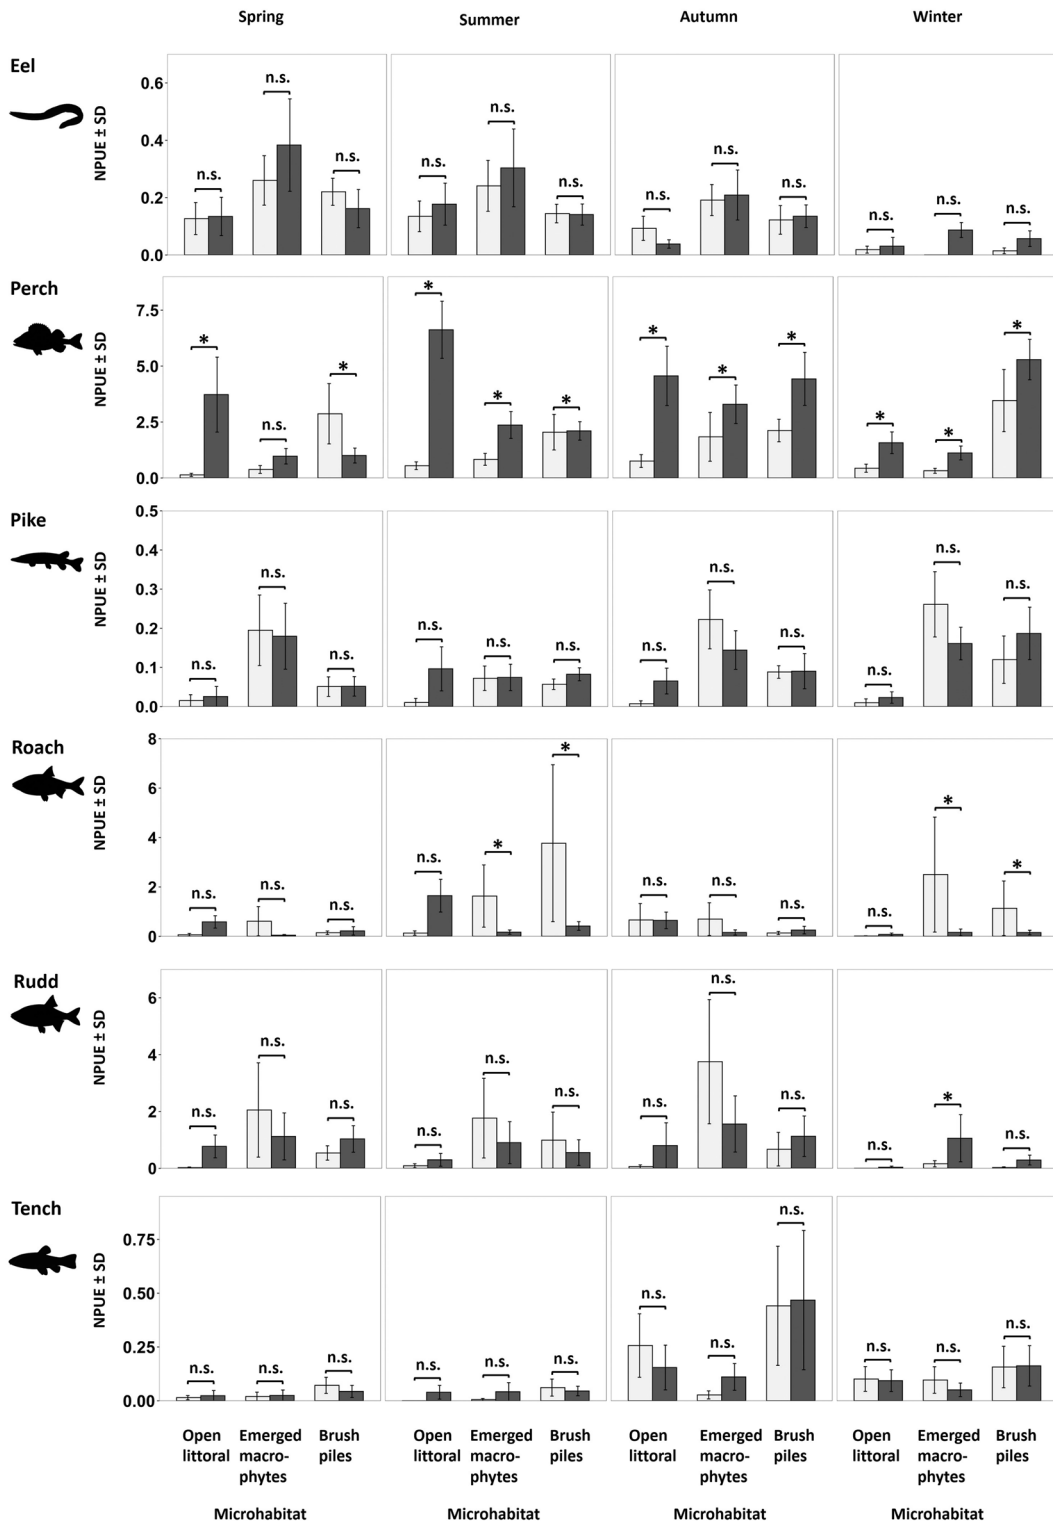 Spring Summer Autumn Winter
Eel
NPUE ± SD
0.6
0.4
0.2
0.0
n.s. n.s. n.s. n.s. n.s. n.s. n.s. n.s. n.s. n.s. n.s. n.s.
Perch
NPUE ± SD
7.5
5.0
2.5
0.0
* n.s. * * * * * * * * * *
Pike
NPUE ± SD
0.5
0.4
0.3
0.2
0.1
0.0
n.s. n.s. n.s. n.s. n.s. n.s. n.s. n.s. n.s. n.s. n.s. n.s.
Roach
NPUE ± SD
8
6
4
2
0
n.s. n.s. n.s. n.s. * * n.s. n.s. n.s. n.s. * *
Rudd
NPUE ± SD
6
4
2
0
n.s. n.s. n.s. n.s. n.s. n.s. n.s. n.s. n.s. n.s. * n.s.
Tench
NPUE ± SD
0.75
0.50
0.25
0.00
n.s. n.s. n.s. n.s. n.s. n.s. n.s. n.s. n.s. n.s. n.s. n.s.
Open Emerged Brush Open Emerged Brush Open Emerged Brush Open Emerged Brush
littoral macro- piles littoral macro- piles littoral macro- piles littoral macro- piles
phytes phytes phytes phytes
Microhabitat Microhabitat Microhabitat Microhabitat